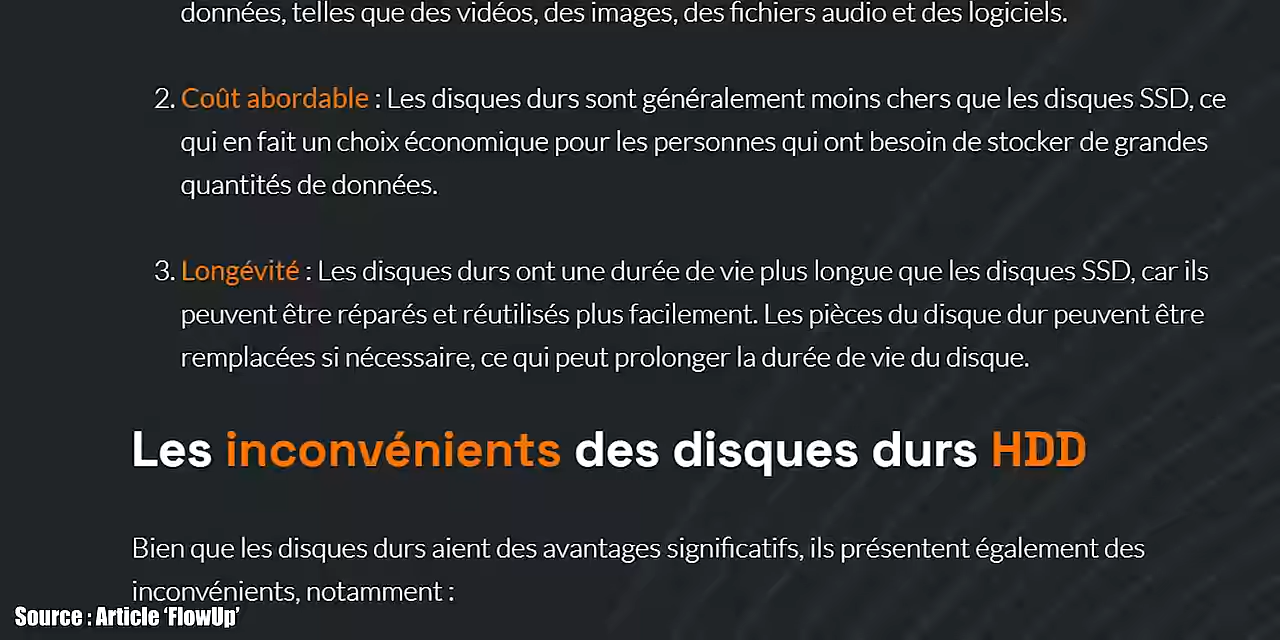 données, telles que des vidéos, des images, des fichiers audio et des logiciels.
2. Coût abordable : Les disques durs sont généralement moins chers que les disques SSD, ce
qui en fait un choix économique pour les personnes qui ont besoin de stocker de grandes
quantités de données.
3. Longévité : Les disques durs ont une durée de vie plus longue que les disques SSD, car ils
peuvent être réparés et réutilisés plus facilement. Les pièces du disque dur peuvent être
remplacées si nécessaire, ce qui peut prolonger la durée de vie du disque.
Les inconvénients des disques durs HDD
Bien que les disques durs aient des avantages significatifs, ils présentent également des
inconvénients, notamment :
Source : Article ‘FlowUp’